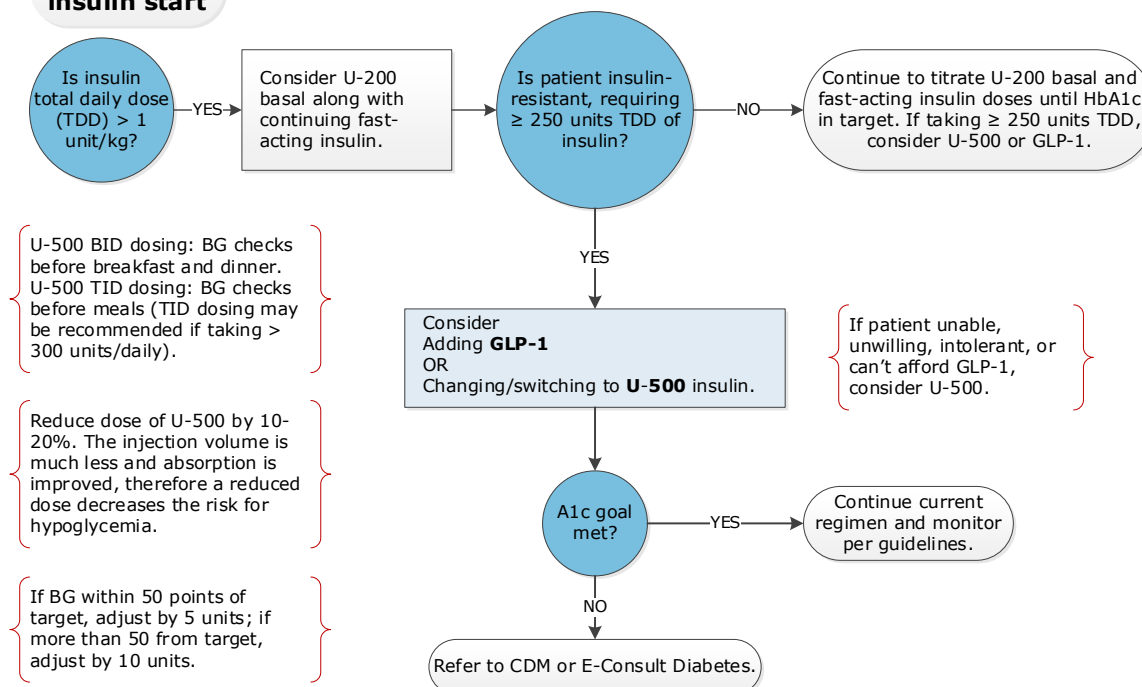 insulin start
Is insulin
total daily dose
(TDD) > 1
unit/kg?
YES
Consider U-200
basal along with
continuing fast-
acting insulin.
Is patient insulin-
resistant, requiring
≥ 250 units TDD of
insulin?
NO
Continue to titrate U-200 basal and
fast-acting insulin doses until HbA1c
in target. If taking ≥ 250 units TDD,
consider U-500 or GLP-1.
YES
U-500 BID dosing: BG checks
before breakfast and dinner.
U-500 TID dosing: BG checks
before meals (TID dosing may
be recommended if taking >
300 units/daily).
Consider
Adding GLP-1
OR
Changing/switching to U-500 insulin.
If patient unable,
unwilling, intolerant, or
can't afford GLP-1,
consider U-500.
Reduce dose of U-500 by 10-
20%. The injection volume is
much less and absorption is
improved, therefore a reduced
dose decreases the risk for
hypoglycemia.
A1c goal
met?
YES
Continue current
regimen and monitor
per guidelines.
If BG within 50 points of
target, adjust by 5 units; if
more than 50 from target,
adjust by 10 units.
NO
Refer to CDM or E-Consult Diabetes.